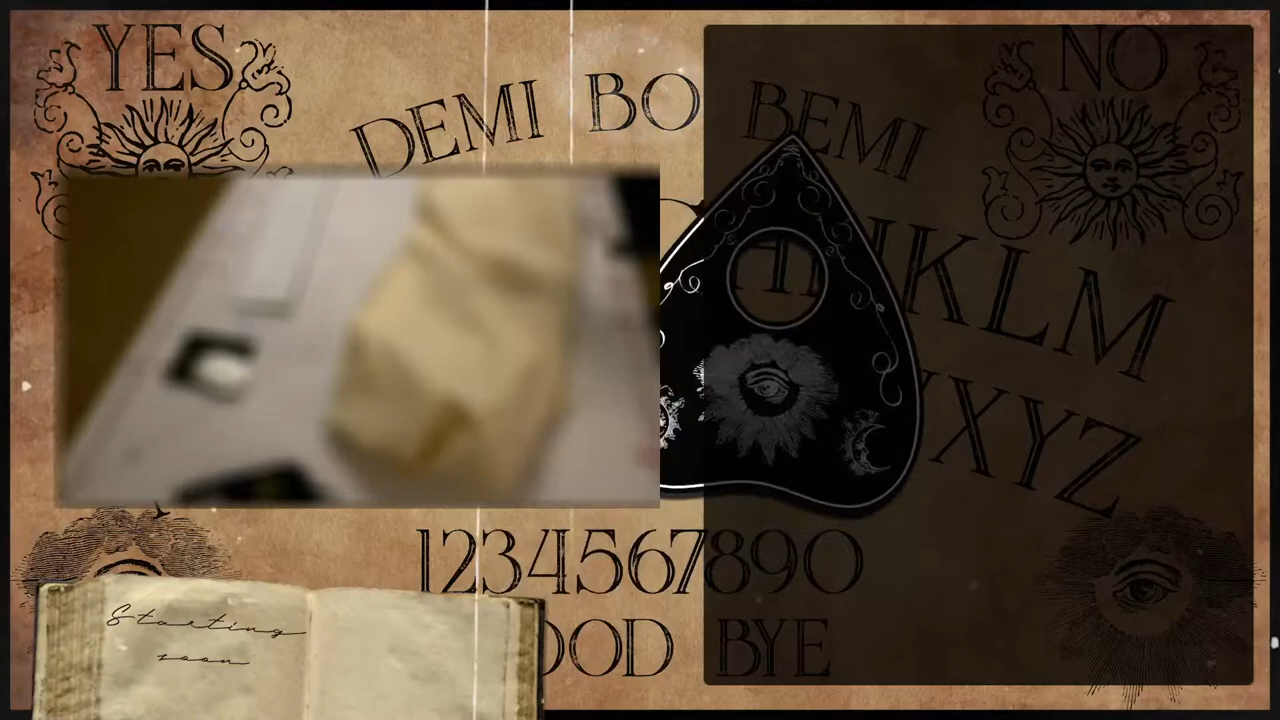 YES
NO
DEMI BO BEMI
KLM
XYZ
1234567890
OOD BYE
Starting
soon